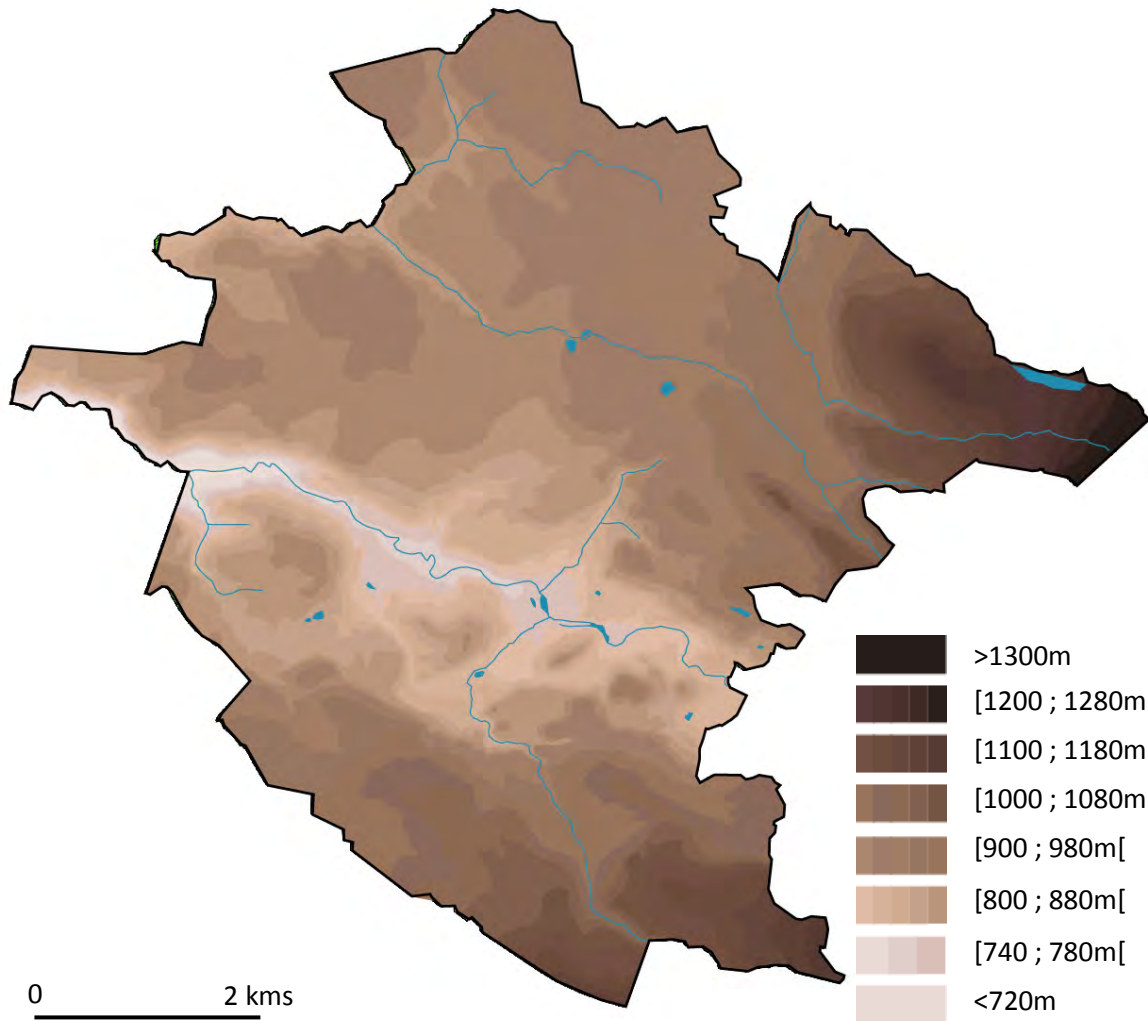 >1300m
[1200 ; 1280m
[1100 ; 1180m
[1000 ; 1080m
[900 ; 980m[
[800 ; 880m[
[740 ; 780m[
<720m
0 2 kms